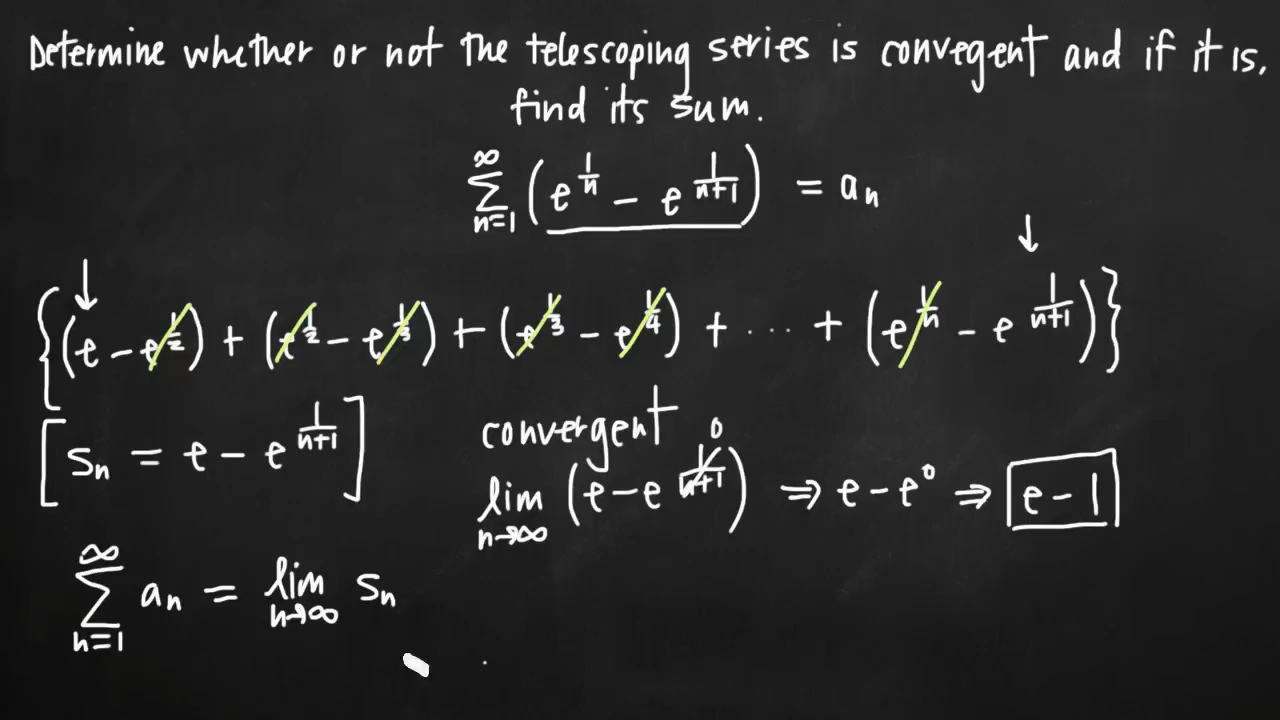 Determine whether or not the telescoping series is convegent and if it is,
find its sum.
∑_{n=1}^{∞} (e^{1/n} − e^{1/(n+1)}) = a_n
{(e − e^{1/2}) + (e^{1/2} − e^{1/3}) + (e^{1/3} − e^{1/4}) + ··· + (e^{1/n} − e^{1/(n+1)})}
[s_n = e − e^{1/(n+1)}]
convergent
lim_{n→∞} (e − e^{1/(n+1)}) 0 ⇒ e − e^0 ⇒ e − 1
∑_{n=1}^{∞} a_n = lim_{n→∞} s_n